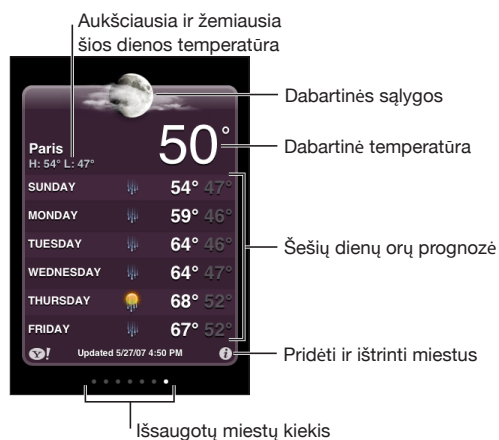 Aukščiausia ir žemiausia
šios dienos temperatūra
Dabartinės sąlygos
50°
Dabartinė temperatūra
Paris
H: 54° L: 47°
SUNDAY 54° 47°
MONDAY 59° 46°
TUESDAY 64° 46°
Šešių dienų orų prognozė
WEDNESDAY 64° 47°
THURSDAY 68° 52°
FRIDAY 67° 52°
Y! Updated 5/27/07 4:50 PM i
Pridėti ir ištrinti miestus
Išsaugotų miestų kiekis